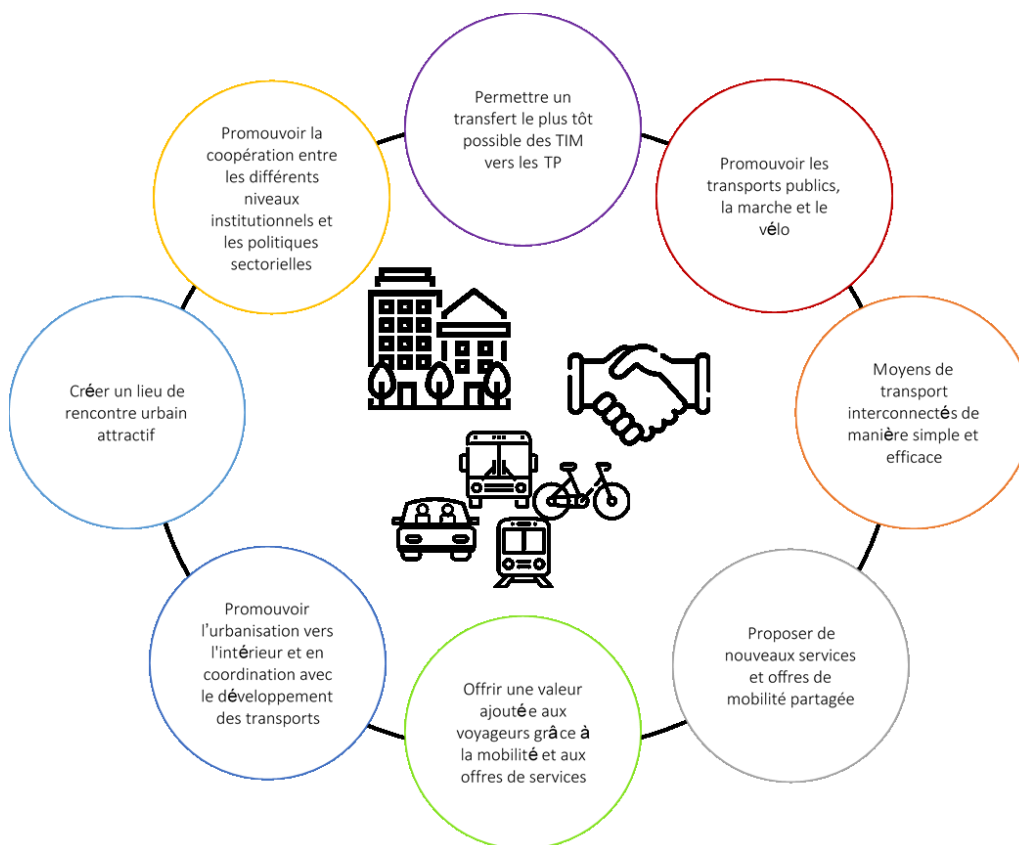 Permettre un
transfert le plus tôt
possible des TIM
vers les TP
Promouvoir les
transports publics,
la marche et le
vélo
Moyens de
transport
interconnectés de
manière simple et
efficace
Proposer de
nouveaux services
et offres de
mobilité partagée
Offrir une valeur
ajoutée aux
voyageurs grâce à
la mobilité et aux
offres de services
Promouvoir
l'urbanisation vers
l'intérieur et en
coordination avec
le développement
des transports
Créer un lieu de
rencontre urbain
attractif
Promouvoir la
coopération entre
les différents
niveaux
institutionnels et
les politiques
sectorielles